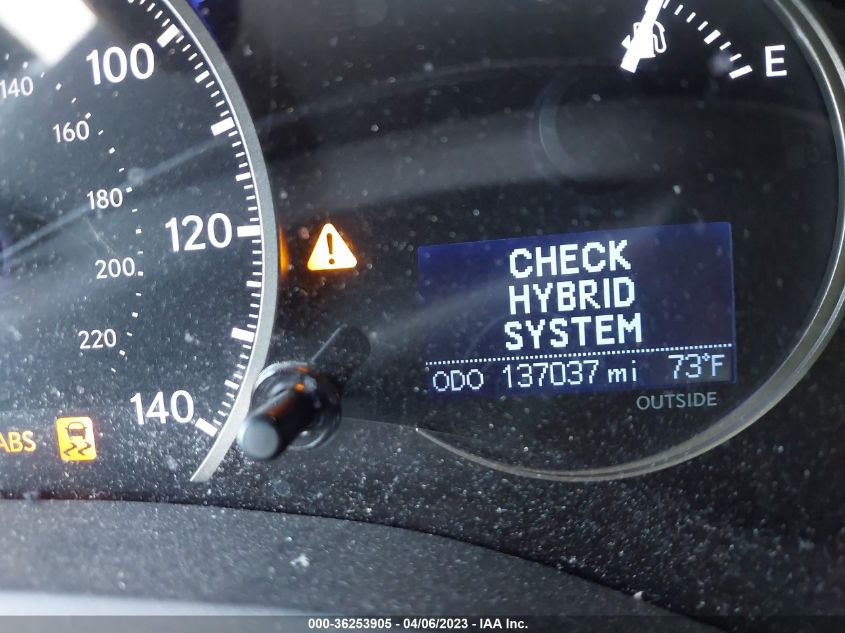 100
140
160
180
120
200
220
140
ABS
E
CHECK
HYBRID
SYSTEM
ODO 137037 mi 73°F
OUTSIDE
000-36253905 - 04/06/2023 - IAA Inc.